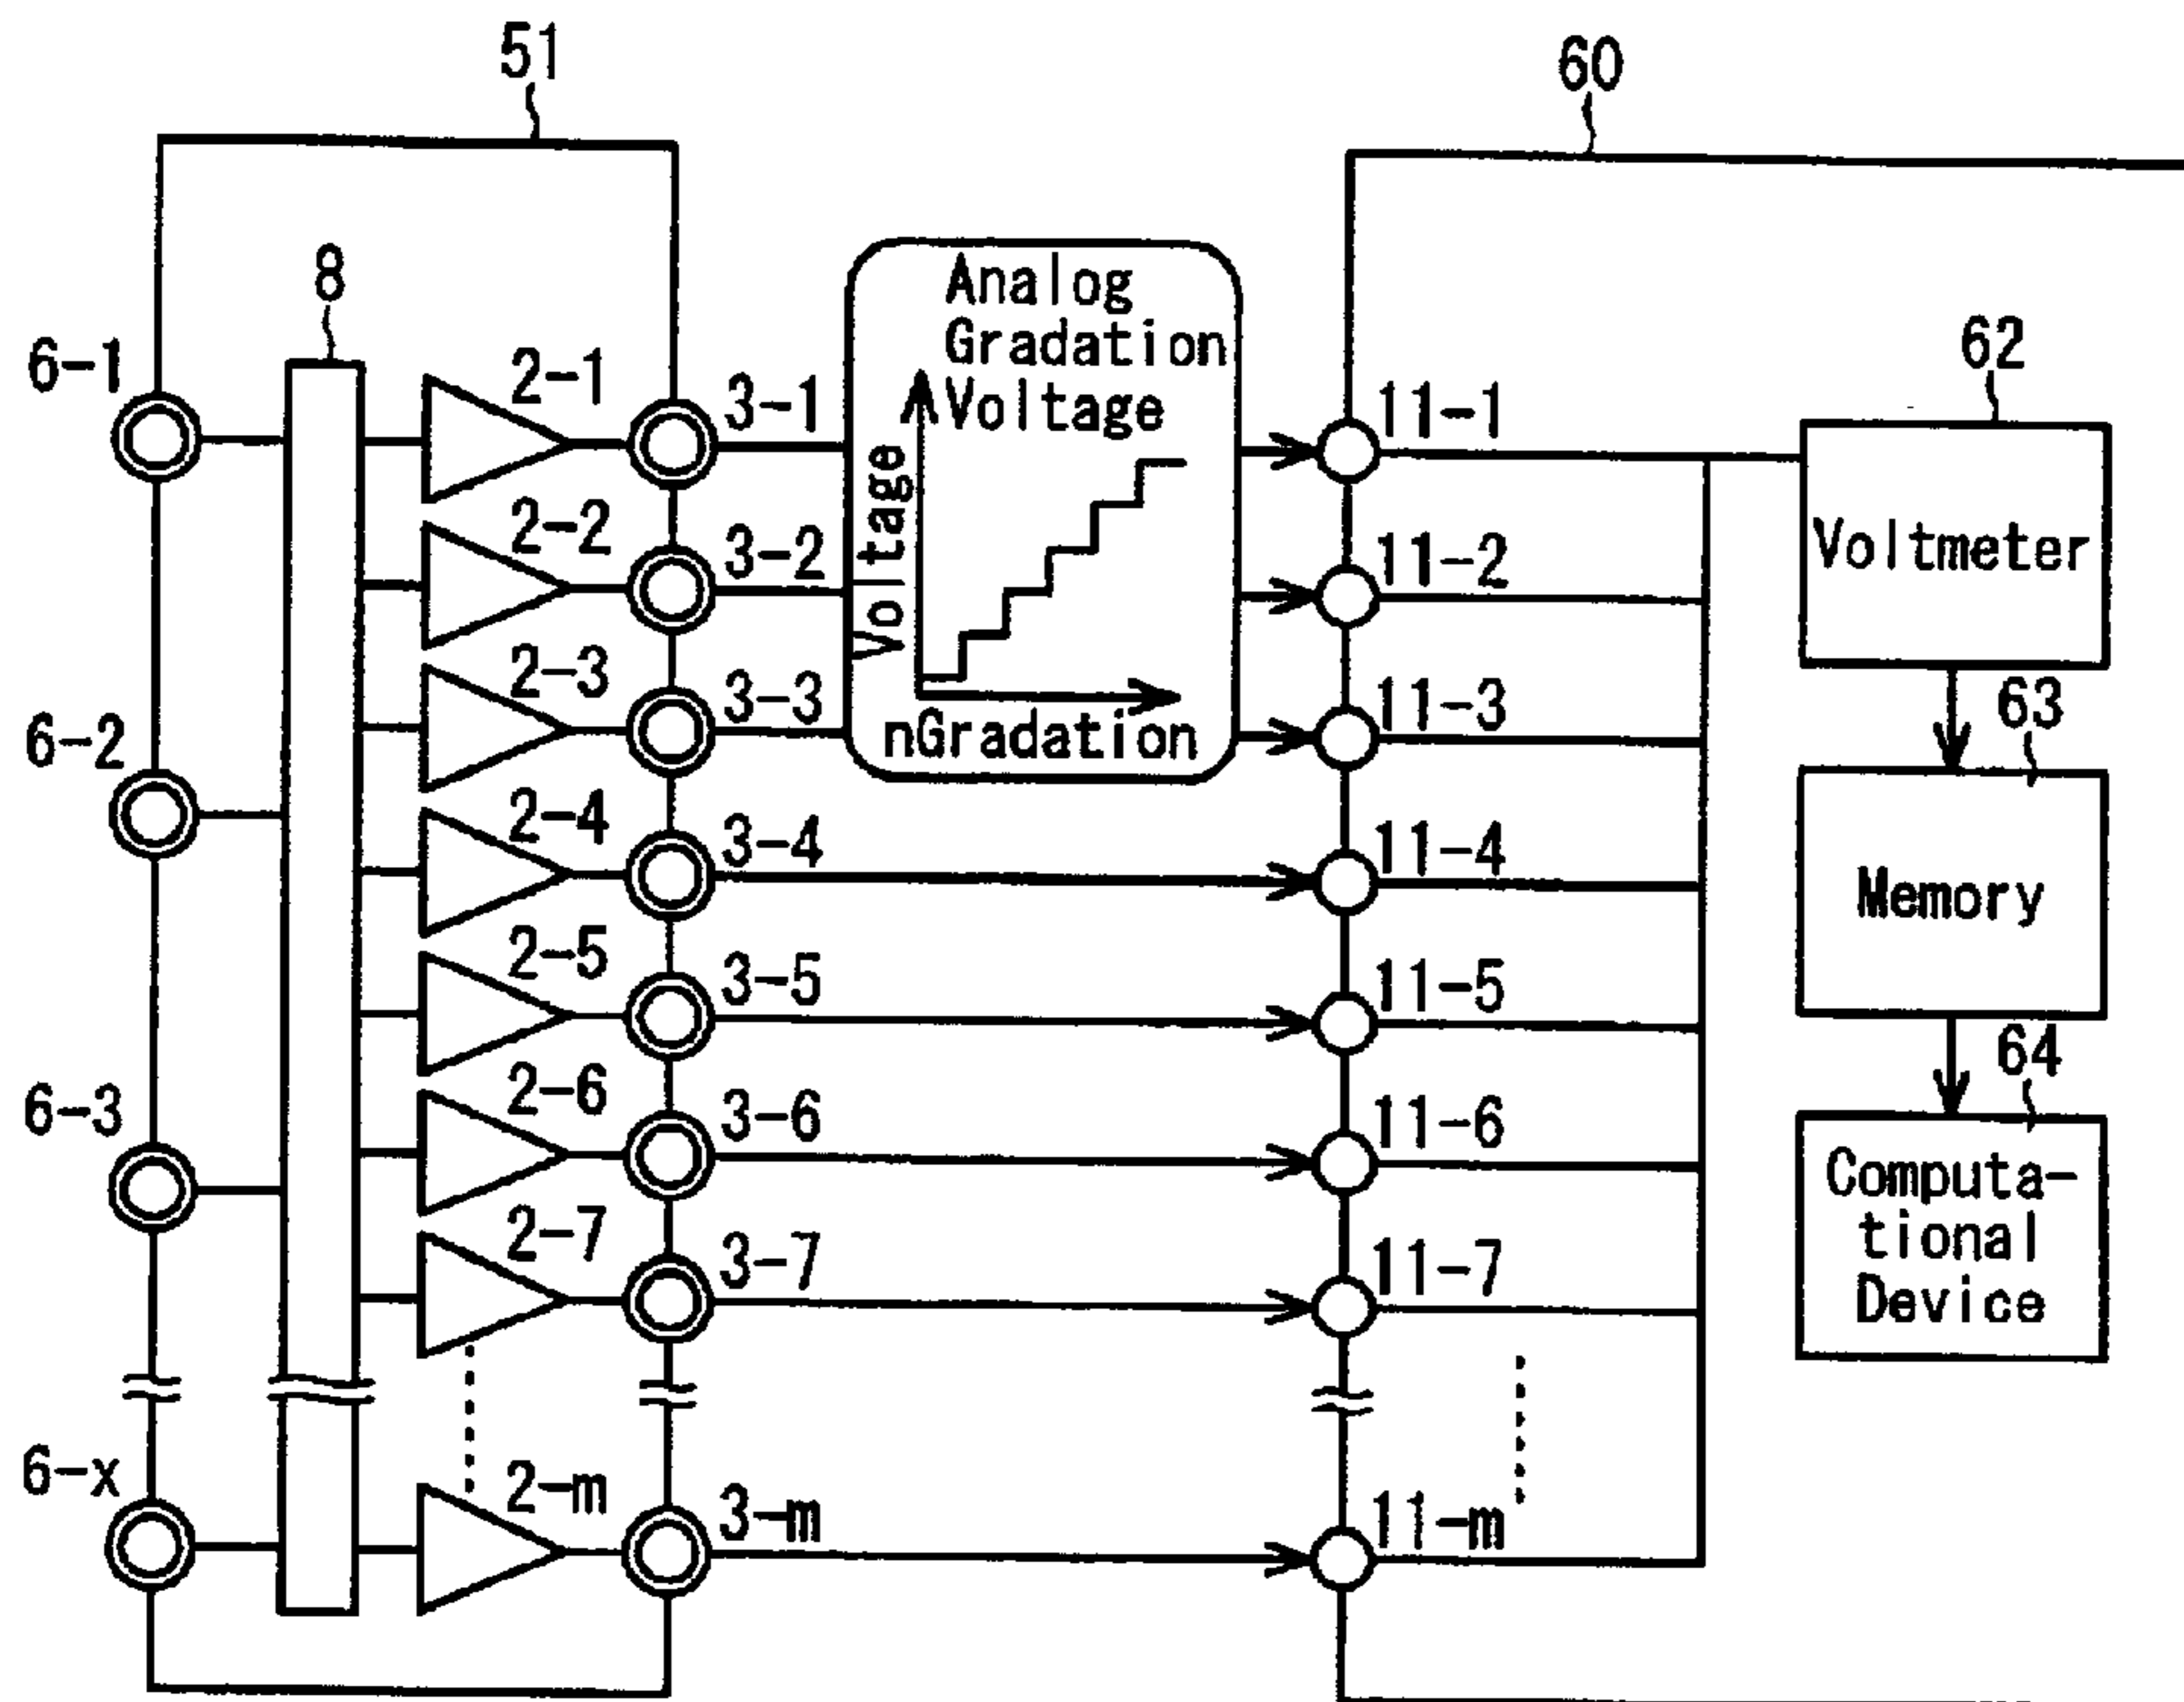 51
60
8
6-1
6-2
6-3
6-x
2-1
2-2
2-3
2-4
2-5
2-6
2-7
2-m
3-1
3-2
3-3
3-4
3-5
3-6
3-7
3-m
Analog
Gradation
Voltage
Voltage
nGradation
11-1
11-2
11-3
11-4
11-5
11-6
11-7
11-m
62
Voltmeter
63
Memory
64
Computa-
tional
Device